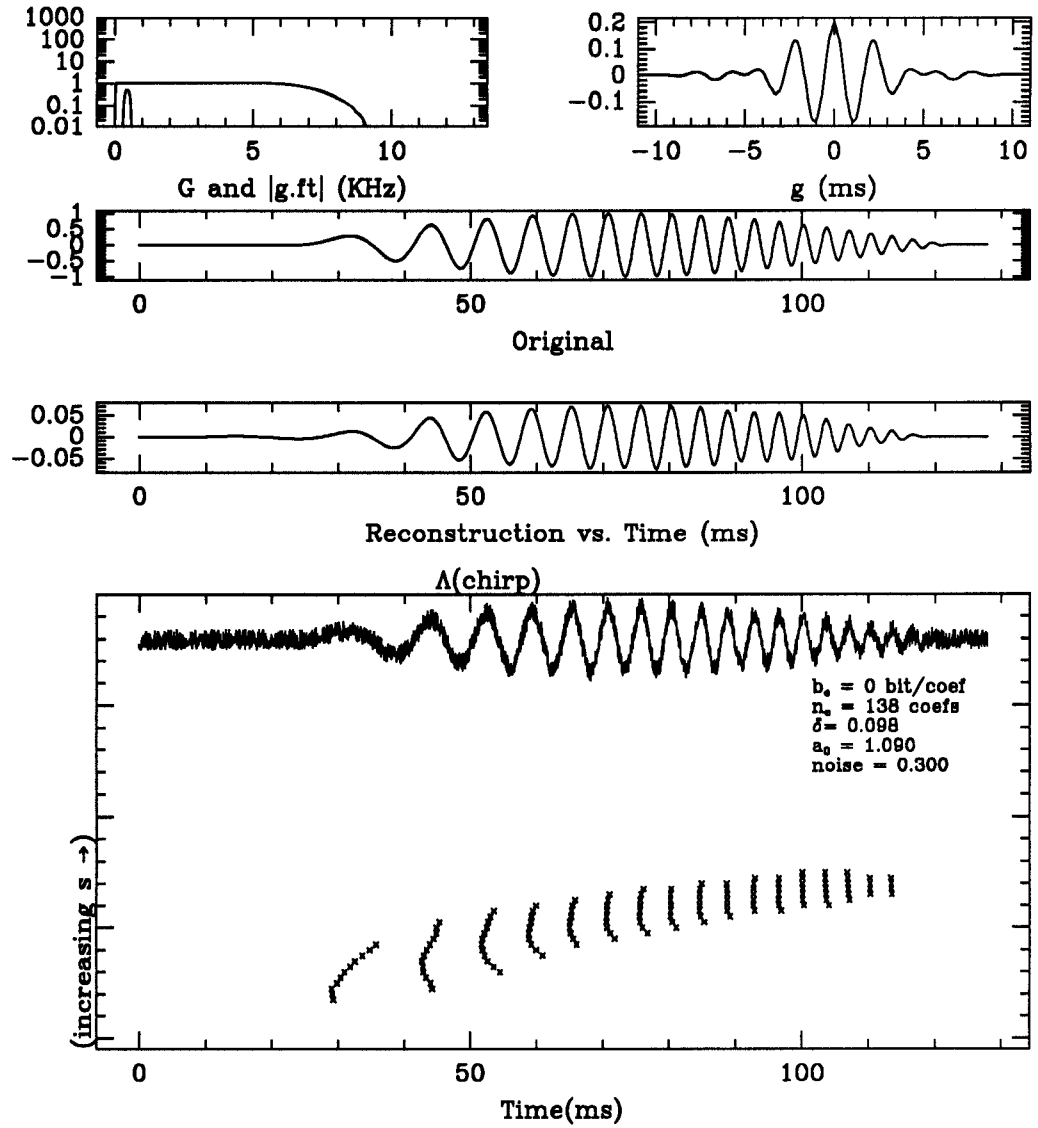 1000
100
10
1
0.1
0.01
0 5 10
G and |g.ft| (KHz)
0.2
0.1
0
−0.1
−10 −5 0 5 10
g (ms)
1
0.5
0
−0.5
−1
0 50 100
Original
0.05
0
−0.05
0 50 100
Reconstruction vs. Time (ms)
Λ(chirp)
= 0 bit/coef
= 138 coefs
δ= 0.098
a₀ = 1.090
noise = 0.300
(increasing s →)
0 50 100
Time(ms)